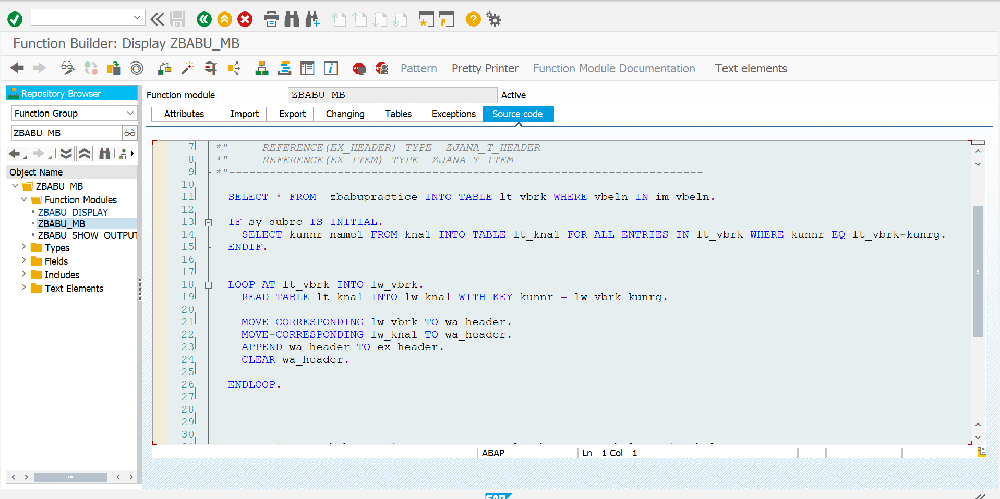 Function Builder: Display ZBABU_MB
Pattern Pretty Printer Function Module Documentation Text elements
Repository Browser
Function Group
ZBABU_MB
Object Name
ZBABU_MB
Function Modules
ZBABU_DISPLAY
ZBABU_MB
ZBABU_SHOW_OUTPUT
Types
Fields
Includes
Text Elements
Function module ZBABU_MB Active
Attributes Import Export Changing Tables Exceptions Source code
7 *" REFERENCE(EX_HEADER) TYPE ZJANA_T_HEADER
8 *" REFERENCE(EX_ITEM) TYPE ZJANA_T_ITEM
9 *"----------------------------------------------------------------------
10
11 SELECT * FROM zbabupractice INTO TABLE lt_vbrk WHERE vbeln IN im_vbeln.
12
13 IF sy-subrc IS INITIAL.
14 SELECT kunnr name1 FROM kna1 INTO TABLE lt_kna1 FOR ALL ENTRIES IN lt_vbrk WHERE kunnr EQ lt_vbrk-kunrg.
15 ENDIF.
16
17
18 LOOP AT lt_vbrk INTO lw_vbrk.
19 READ TABLE lt_kna1 INTO lw_kna1 WITH KEY kunnr = lw_vbrk-kunrg.
20
21 MOVE-CORRESPONDING lw_vbrk TO wa_header.
22 MOVE-CORRESPONDING lw_kna1 TO wa_header.
23 APPEND wa_header TO ex_header.
24 CLEAR wa_header.
25
26 ENDLOOP.
27
28
29
30
ABAP Ln 1 Col 1
SAP